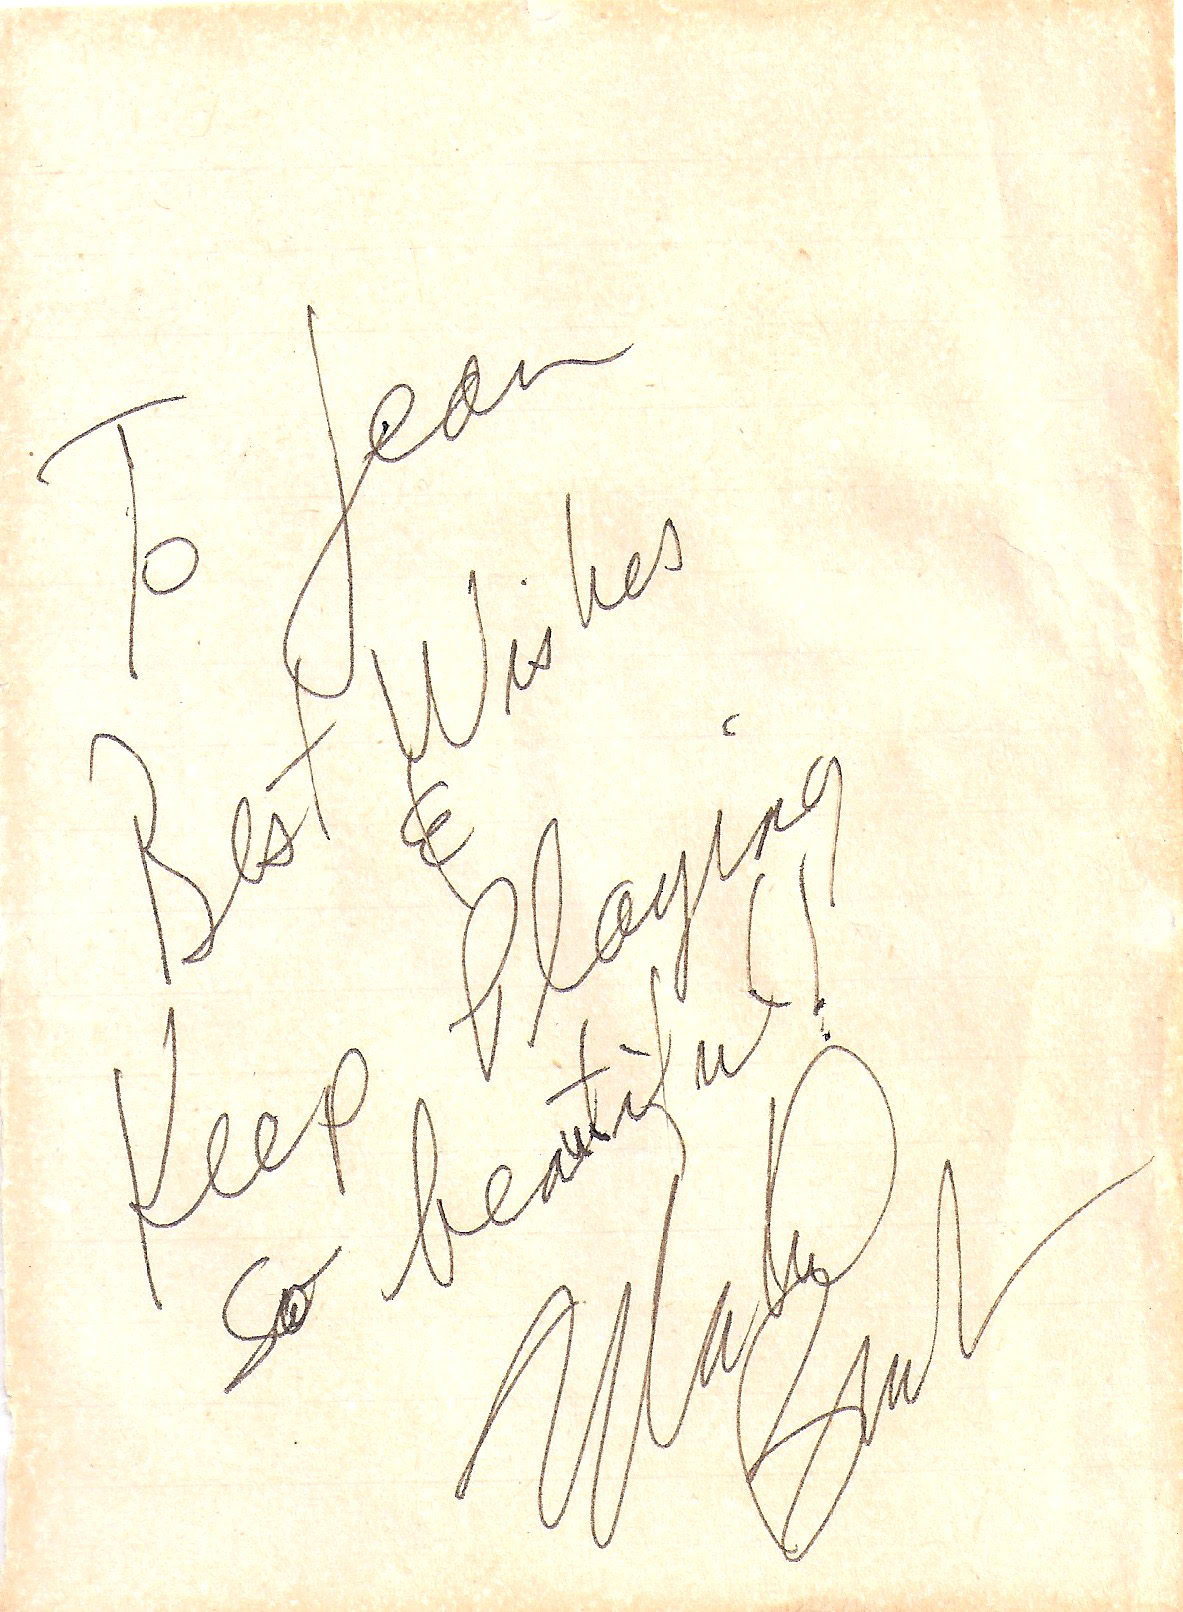 To Jean
Best Wishes
&
Keep Playing
so beautiful!